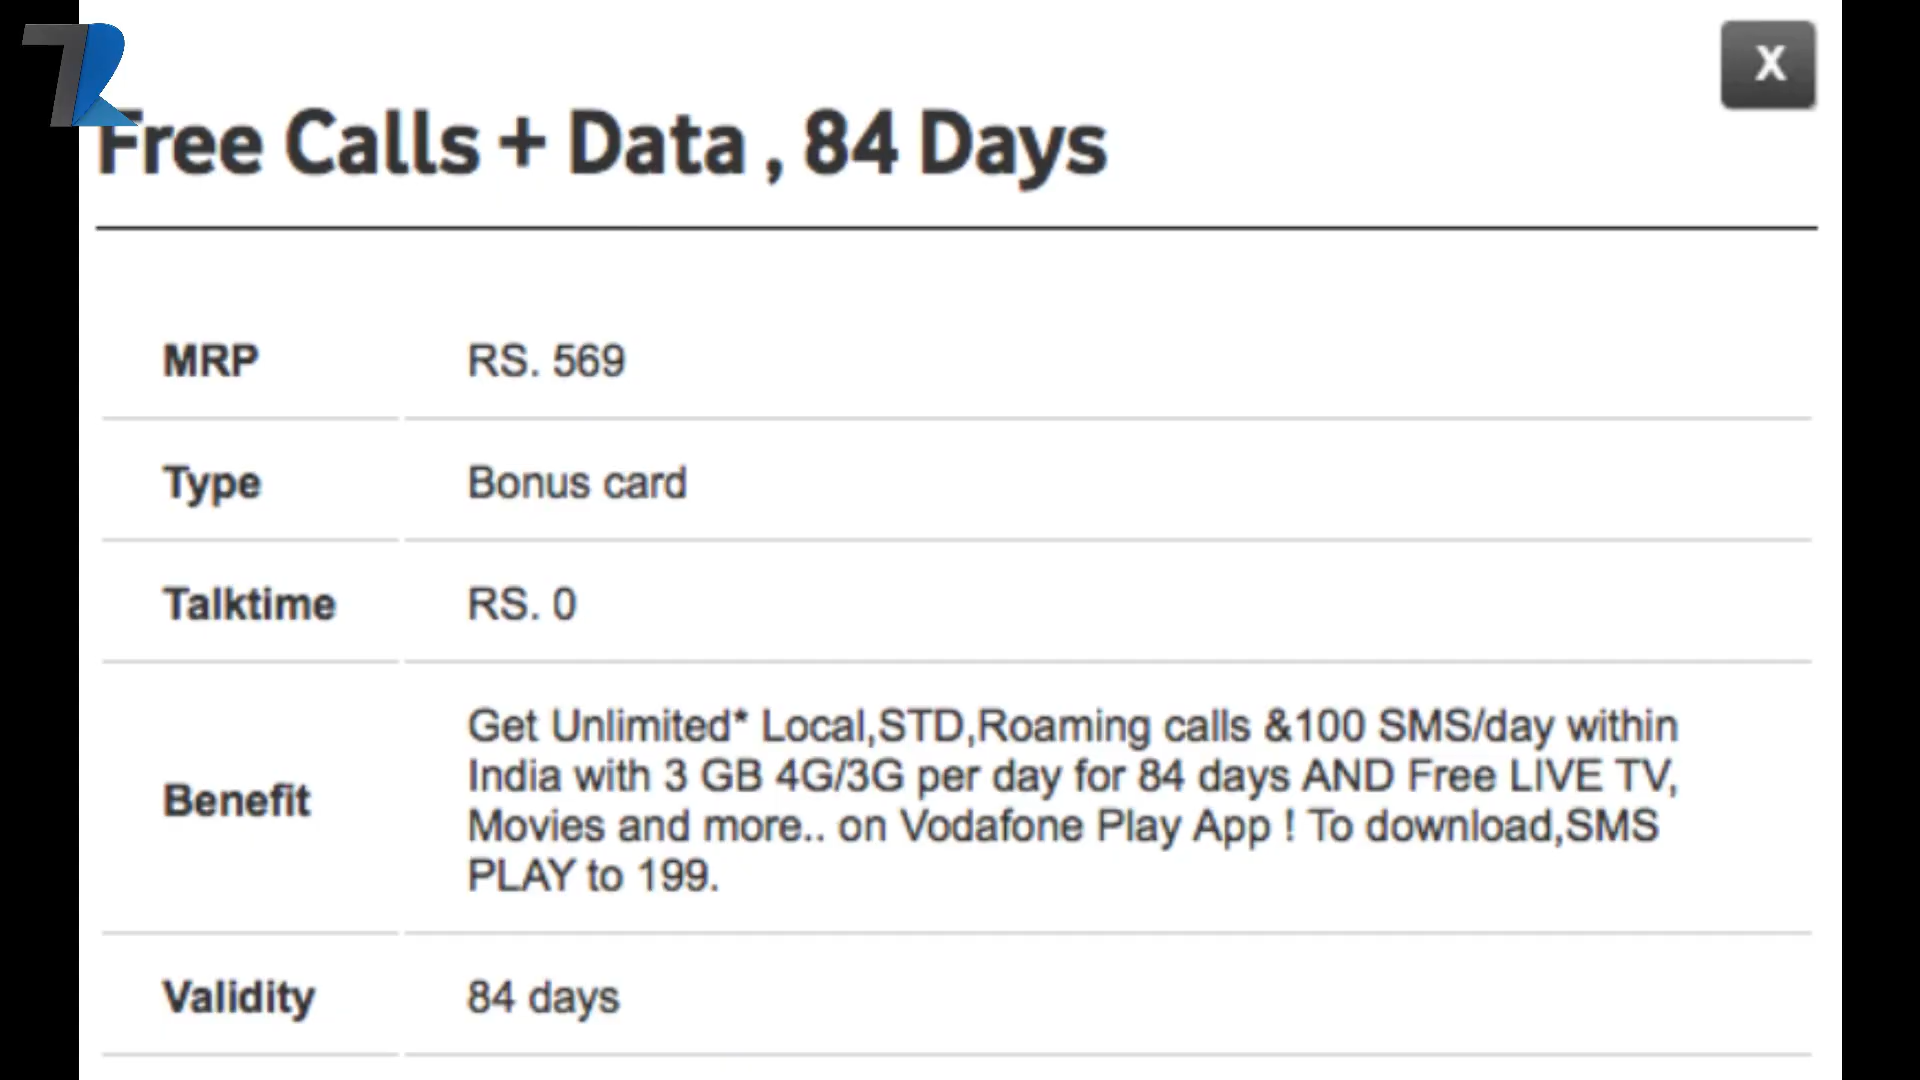 X
Free Calls + Data , 84 Days
MRP RS. 569
Type Bonus card
Talktime RS. 0
Benefit Get Unlimited* Local,STD,Roaming calls &100 SMS/day within
India with 3 GB 4G/3G per day for 84 days AND Free LIVE TV,
Movies and more.. on Vodafone Play App ! To download,SMS
PLAY to 199.
Validity 84 days